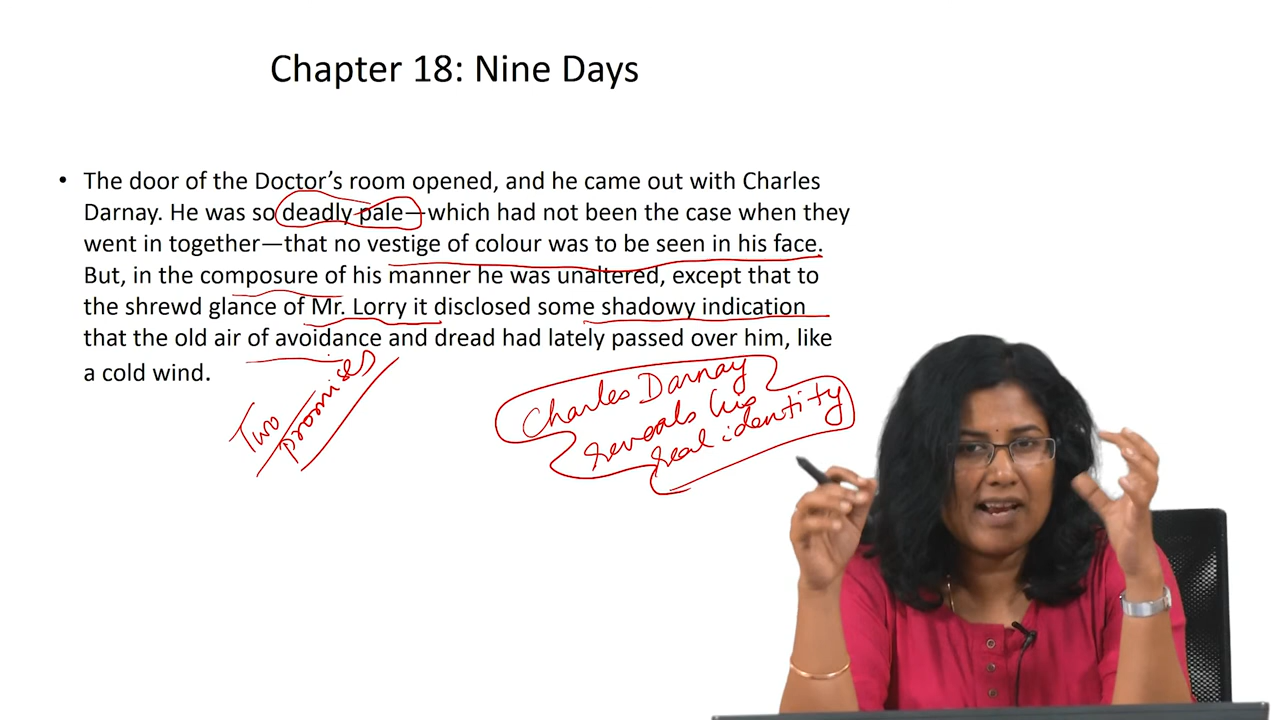 Chapter 18: Nine Days
• The door of the Doctor’s room opened, and he came out with Charles
Darnay. He was so deadly pale—which had not been the case when they
went in together—that no vestige of colour was to be seen in his face.
But, in the composure of his manner he was unaltered, except that to
the shrewd glance of Mr. Lorry it disclosed some shadowy indication
that the old air of avoidance and dread had lately passed over him, like
a cold wind.
Two
promises
Charles Darnay
reveals his
real identity